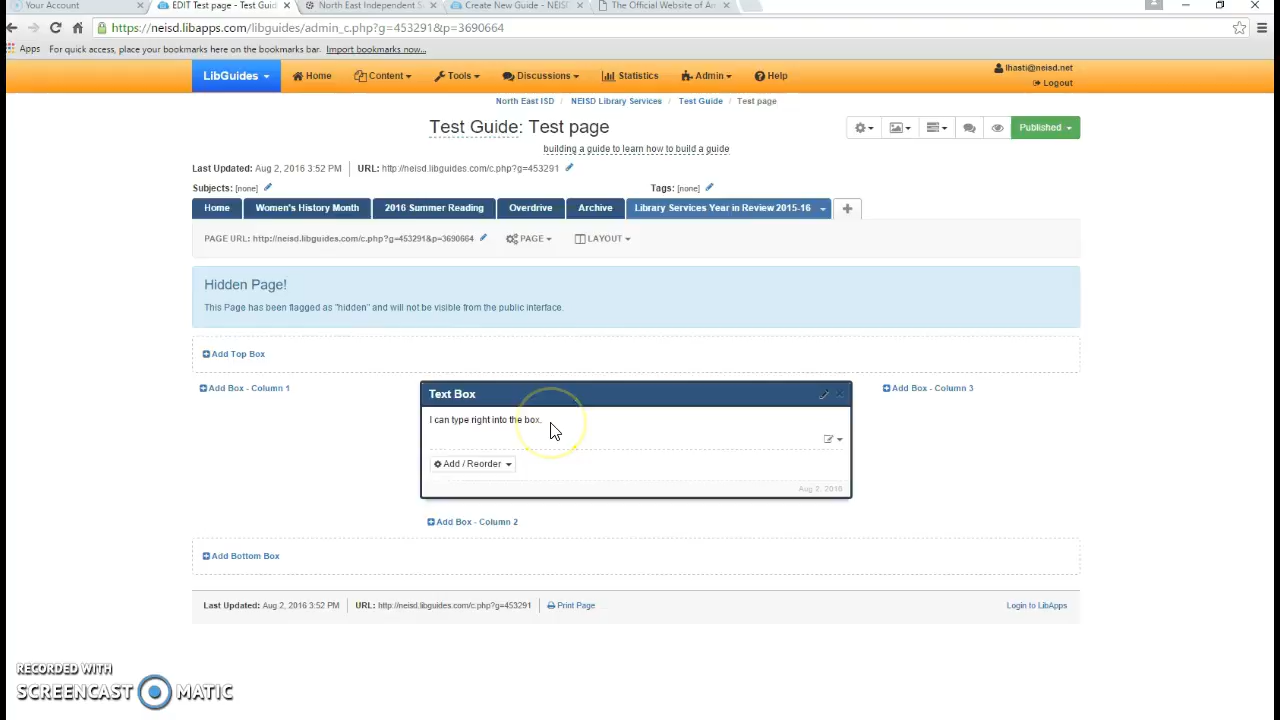 Your Account
EDIT Test page - Test Guid
North East Independent S
Create New Guide - NEIS
The Official Website of A
https://neisd.libapps.com/libguides/admin_c.php?g=453291&p=3690664
Apps For quick access, place your bookmarks here on the bookmarks bar. Import bookmarks now...
LibGuides Home Content Tools Discussions Statistics Admin Help
lhasti@neisd.net
Logout
North East ISD / NEISD Library Services / Test Guide / Test page
Test Guide: Test page
Published
building a guide to learn how to build a guide
Last Updated: Aug 2, 2016 3:52 PM URL: http://neisd.libguides.com/c.php?g=453291
Subjects: [none] Tags: [none]
Home Women's History Month 2016 Summer Reading Overdrive Archive Library Services Year in Review 2015-16
PAGE URL: http://neisd.libguides.com/c.php?g=453291&p=3690664 PAGE LAYOUT
Hidden Page!
This Page has been flagged as "hidden" and will not be visible from the public interface.
Add Top Box
Add Box - Column 1
Text Box
Add Box - Column 3
I can type right into the box.
Add / Reorder
Aug 2, 2016
Add Box - Column 2
Add Bottom Box
Last Updated: Aug 2, 2016 3:52 PM URL: http://neisd.libguides.com/c.php?g=453291 Print Page Login to LibApps
RECORDED WITH
SCREENCAST MATIC